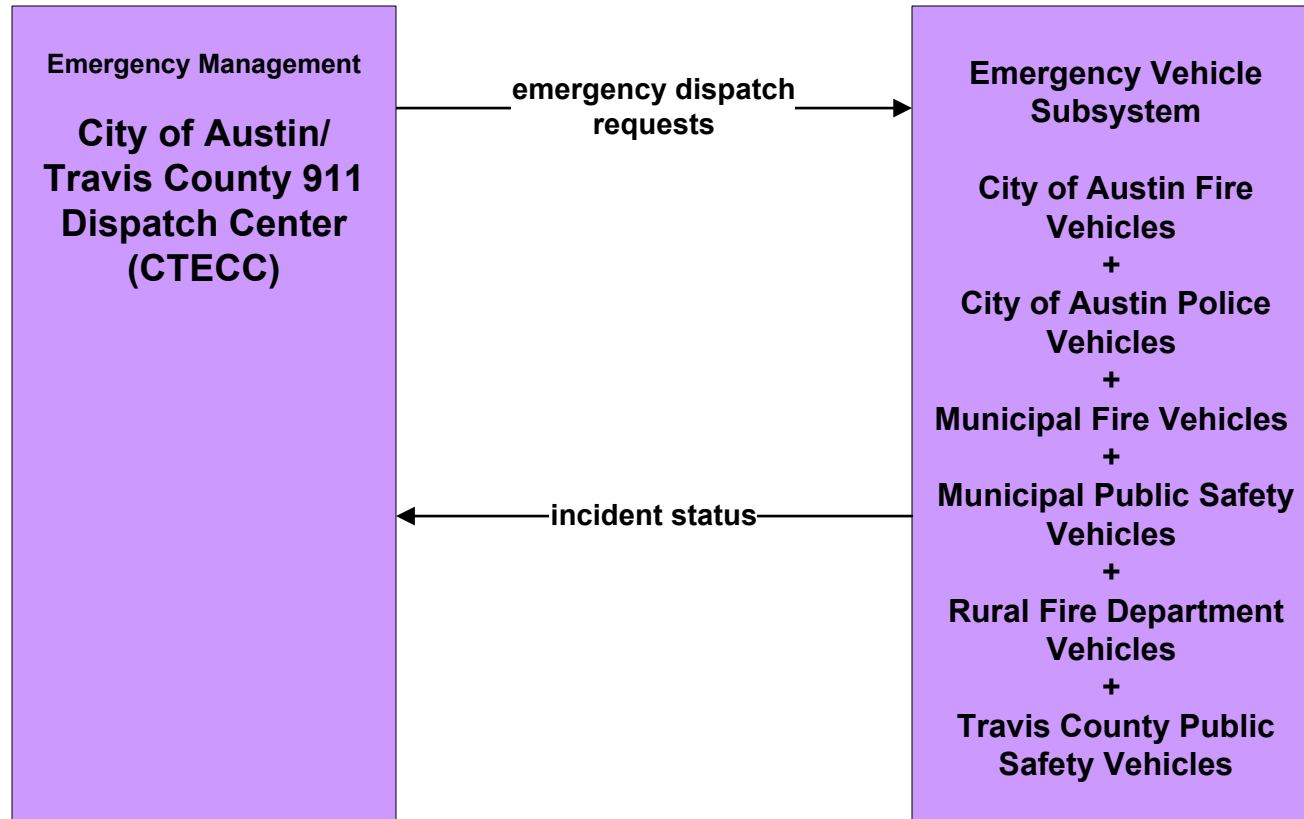 Emergency Management
City of Austin/
Travis County 911
Dispatch Center
(CTECC)
emergency dispatch
requests
incident status
Emergency Vehicle
Subsystem
City of Austin Fire
Vehicles
+
City of Austin Police
Vehicles
+
Municipal Fire Vehicles
+
Municipal Public Safety
Vehicles
+
Rural Fire Department
Vehicles
+
Travis County Public
Safety Vehicles